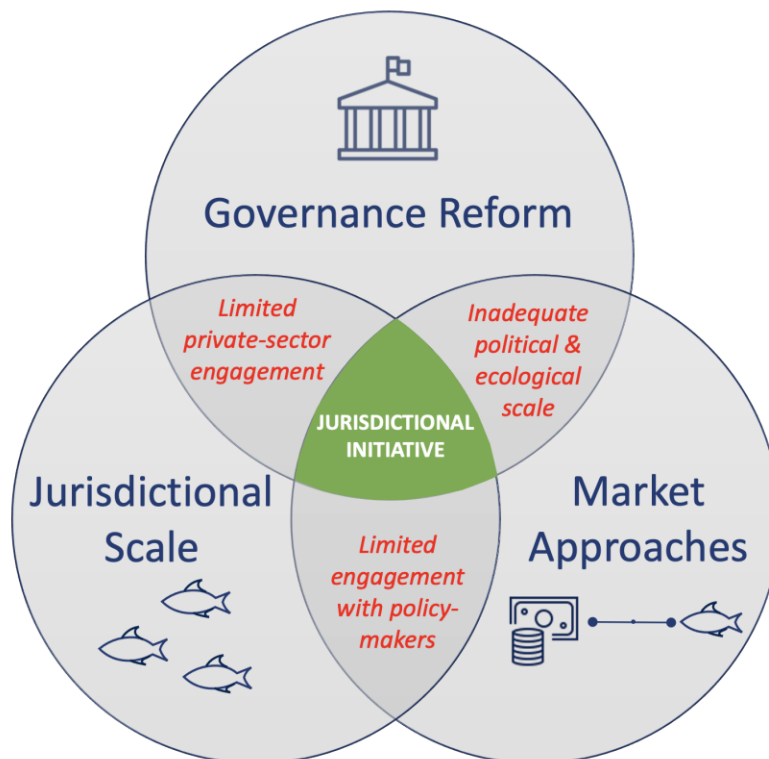 Governance Reform
Limited
private-sector
engagement
Inadequate
political &
ecological
scale
JURISDICTIONAL
INITIATIVE
Jurisdictional
Scale
Market
Approaches
Limited
engagement
with policy-
makers